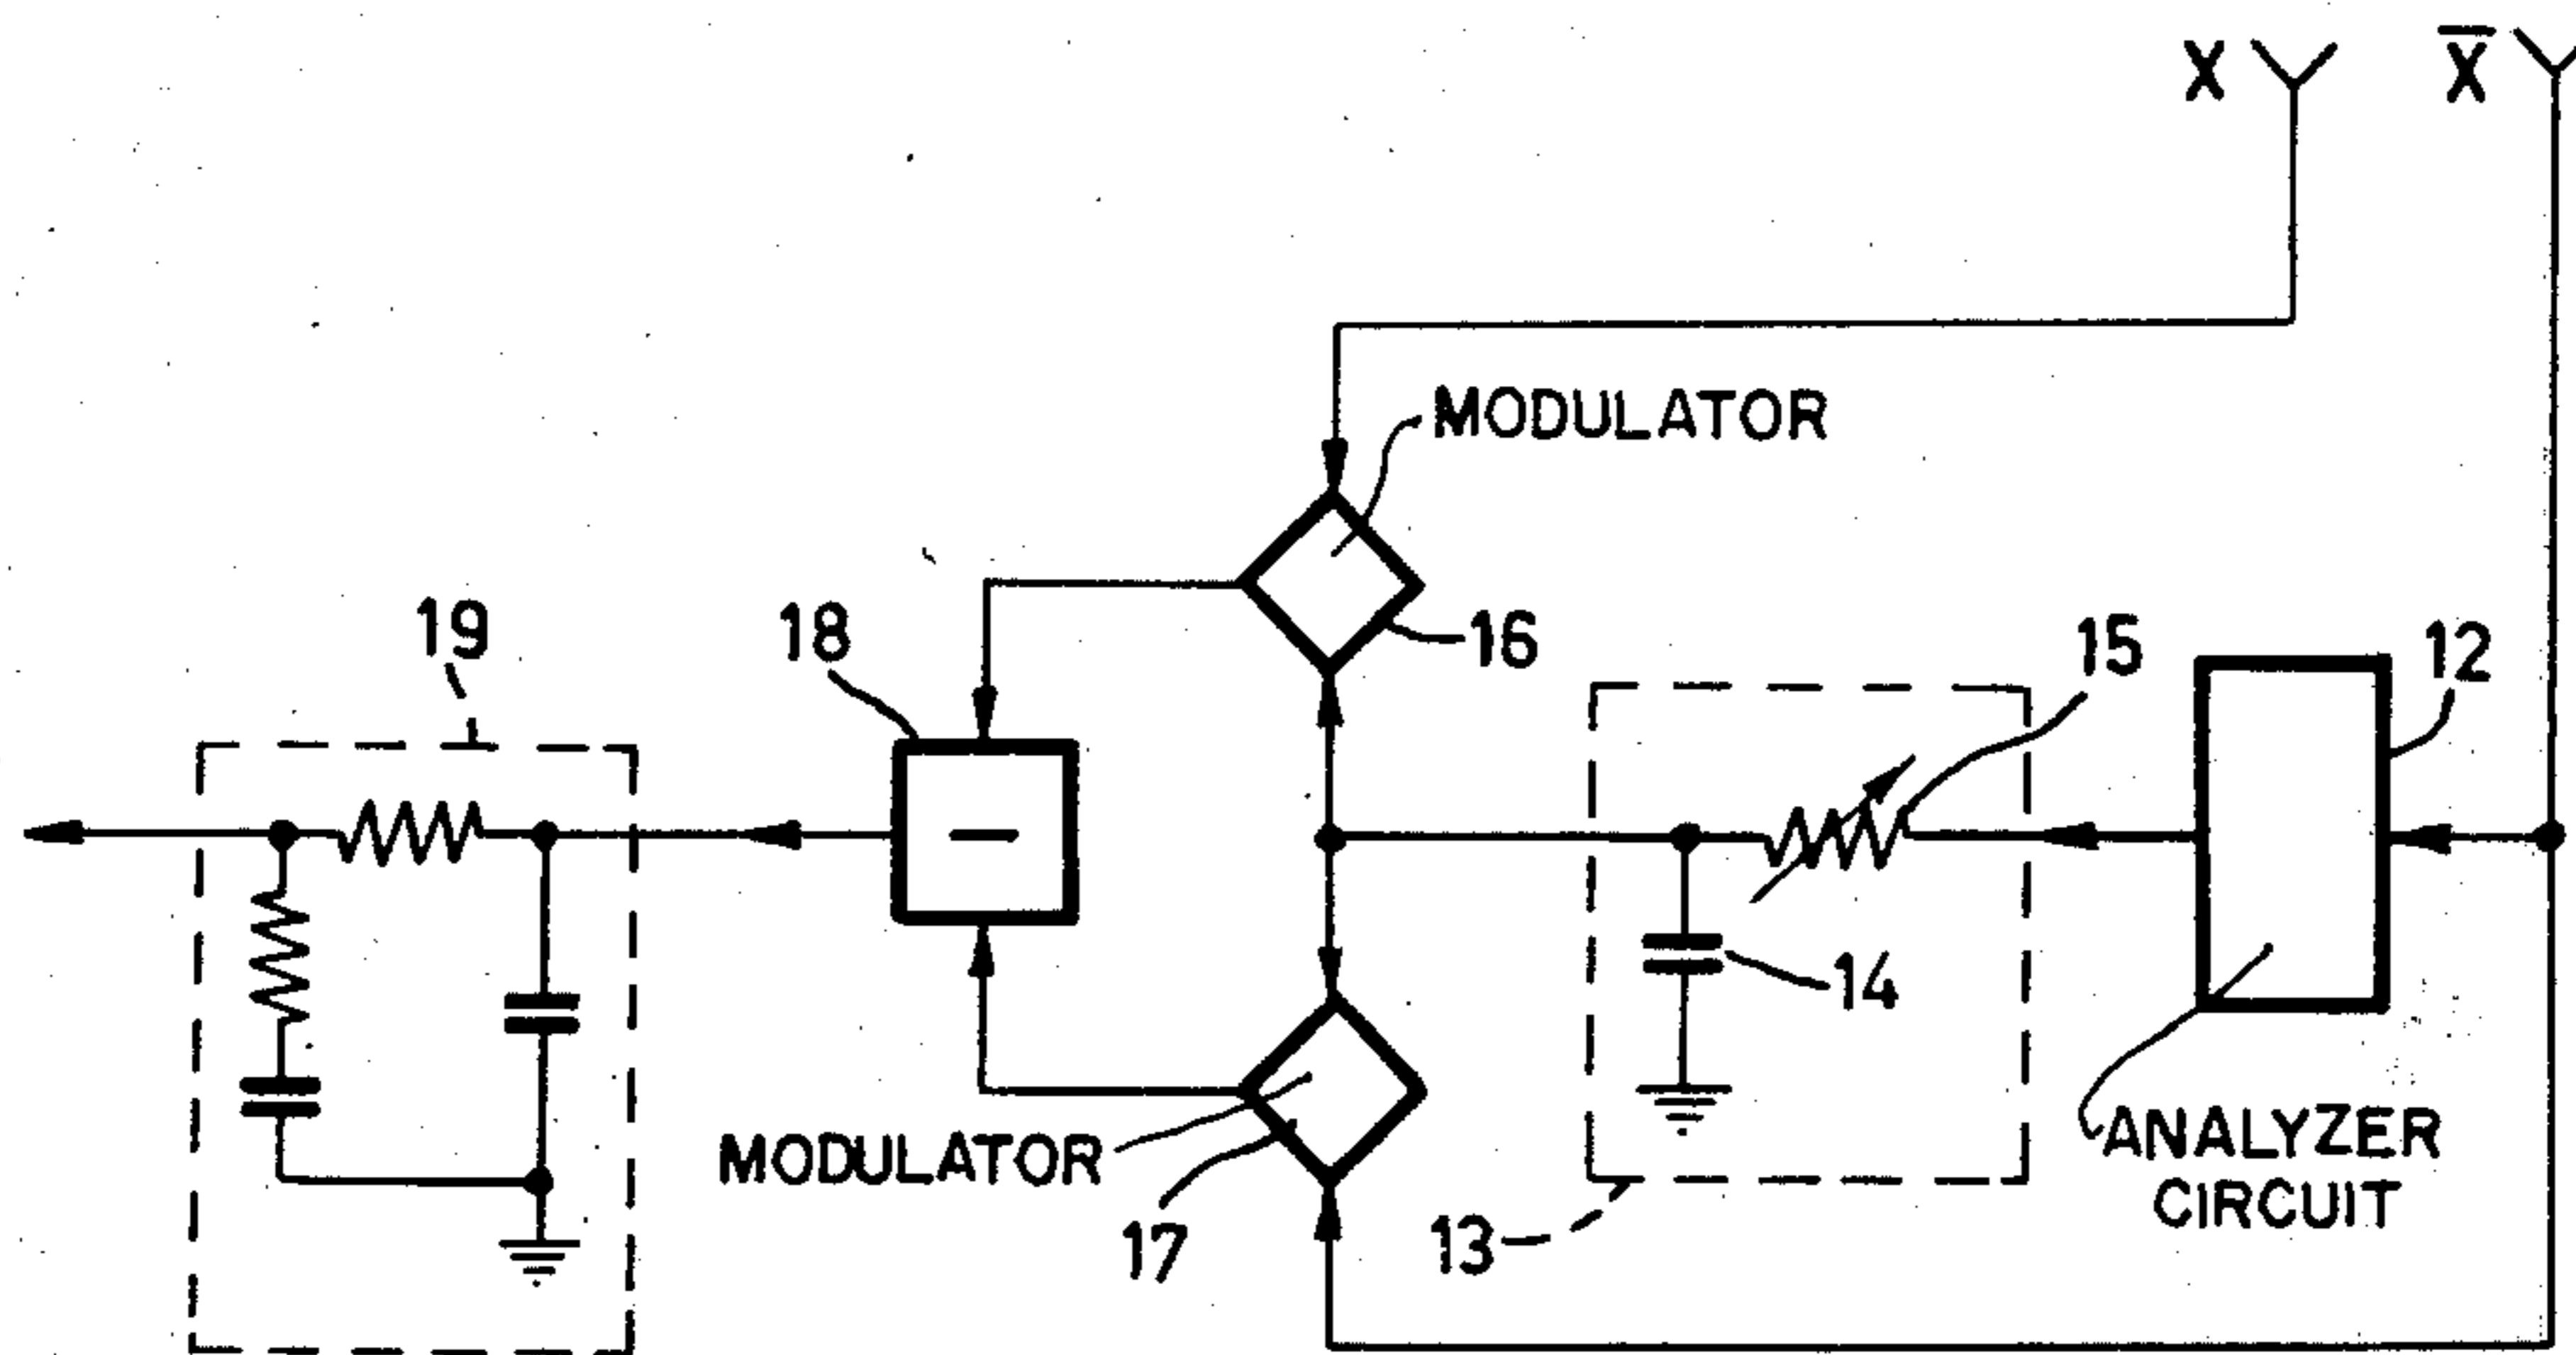 X X̅
MODULATOR
19
18
16
15
12
14
MODULATOR
17
13
ANALYZER
CIRCUIT